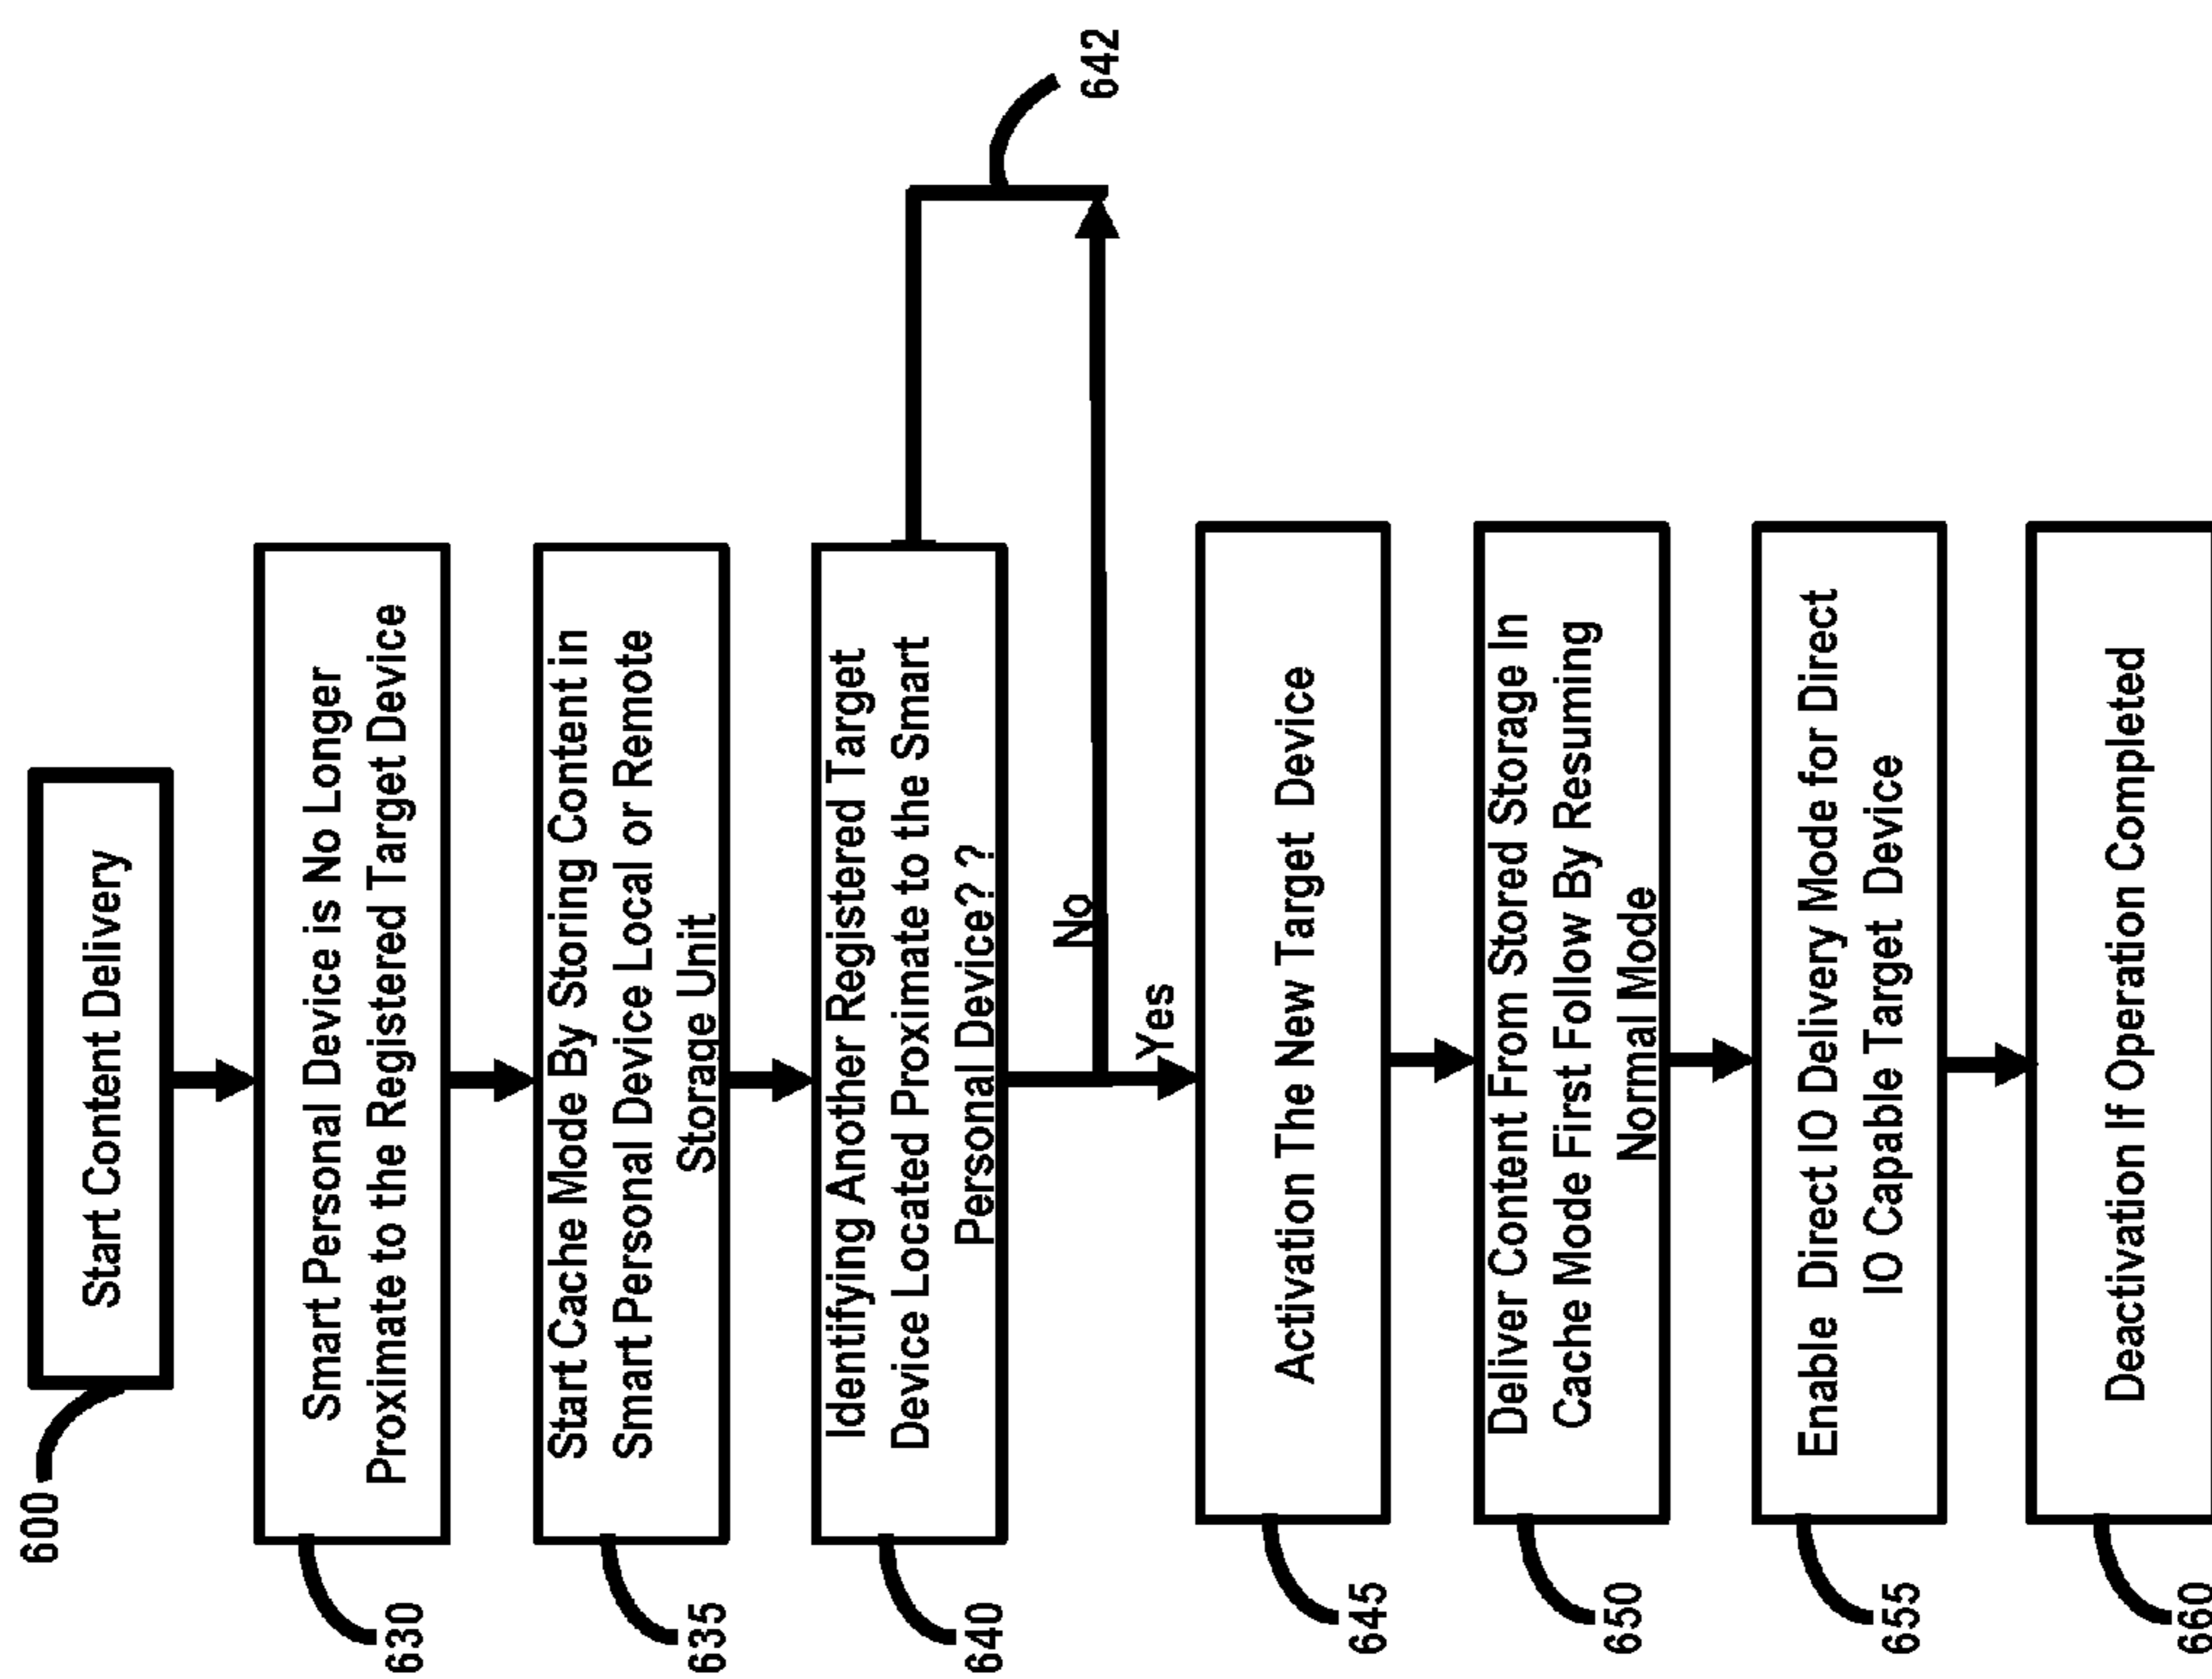 600
Start Content Delivery
630
Smart Personal Device is No Longer
Proximate to the Registered Target Device
635
Start Cache Mode By Storing Content in
Smart Personal Device Local or Remote
Storage Unit
640
Identifying Another Registered Target
Device Located Proximate to the Smart
Personal Device? ?
642
No
Yes
645
Activation The New Target Device
650
Deliver Content From Stored Storage In
Cache Mode First Follow By Resuming
Normal Mode
655
Enable Direct IO Delivery Mode for Direct
IO Capable Target Device
660
Deactivation If Operation Completed